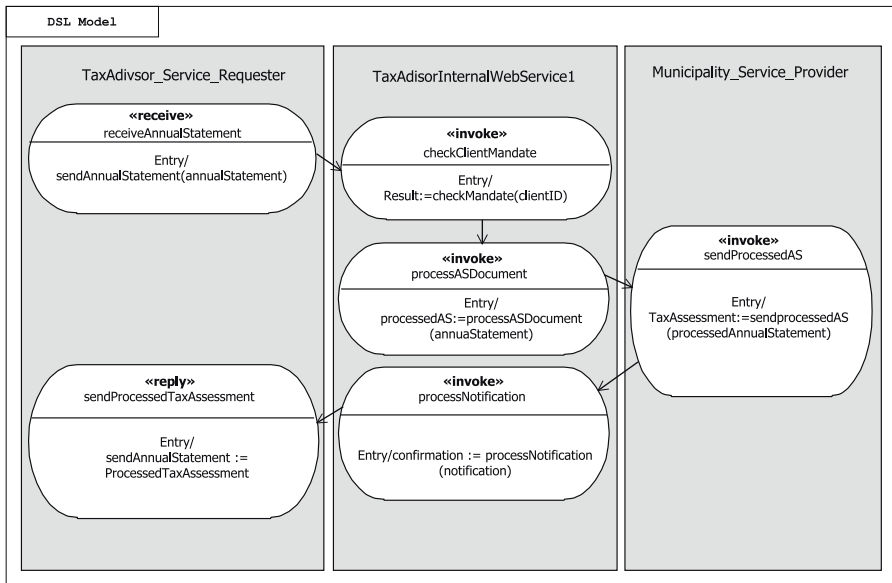 DSL Model
TaxAdivsor_Service_Requester
«receive»
receiveAnnualStatement
Entry/
sendAnnualStatement(annualStatement)
«reply»
sendProcessedTaxAssessment
Entry/
sendAnnualStatement :=
ProcessedTaxAssessment
TaxAdisorInternalWebService1
«invoke»
checkClientMandate
Entry/
Result:=checkMandate(clientID)
«invoke»
processASDocument
Entry/
processedAS:=processASDocument
(annuaStatement)
«invoke»
processNotification
Entry/confirmation := processNotification
(notification)
Municipality_Service_Provider
«invoke»
sendProcessedAS
Entry/
TaxAssessment:=sendprocessedAS
(processedAnnualStatement)